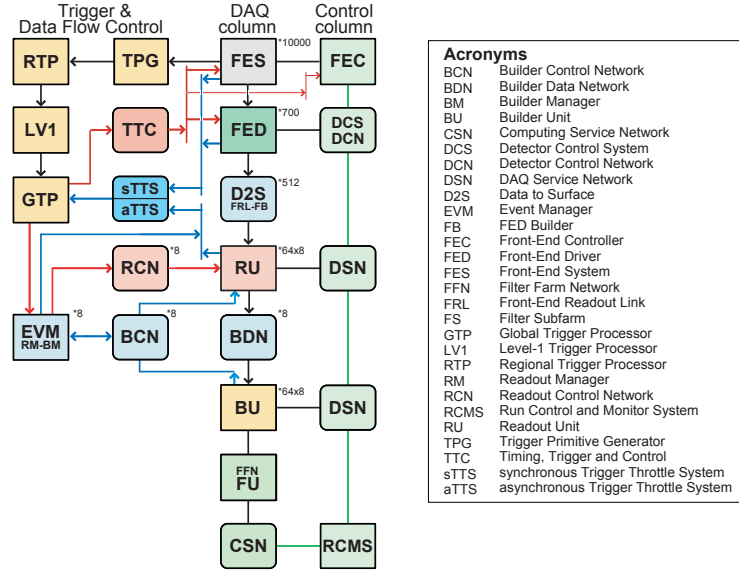 Trigger &
Data Flow Control
DAQ
column
Control
column
RTP
TPG
FES
*10000
FEC
LV1
TTC
FED
*700
DCS
DCN
GTP
sTTS
aTTS
D2S
FRL-FB
*512
RCN
*8
RU
*64x8
DSN
EVM
RM-BM
*8
BCN
*8
BDN
*8
BU
*64x8
DSN
FFN
FU
CSN
RCMS
Acronyms
BCN Builder Control Network
BDN Builder Data Network
BM Builder Manager
BU Builder Unit
CSN Computing Service Network
DCS Detector Control System
DCN Detector Control Network
DSN DAQ Service Network
D2S Data to Surface
EVM Event Manager
FB FED Builder
FEC Front-End Controller
FED Front-End Driver
FES Front-End System
FFN Filter Farm Network
FRL Front-End Readout Link
FS Filter Subfarm
GTP Global Trigger Processor
LV1 Level-1 Trigger Processor
RTP Regional Trigger Processor
RM Readout Manager
RCN Readout Control Network
RCMS Run Control and Monitor System
RU Readout Unit
TPG Trigger Primitive Generator
TTC Timing, Trigger and Control
sTTS synchronous Trigger Throttle System
aTTS asynchronous Trigger Throttle System